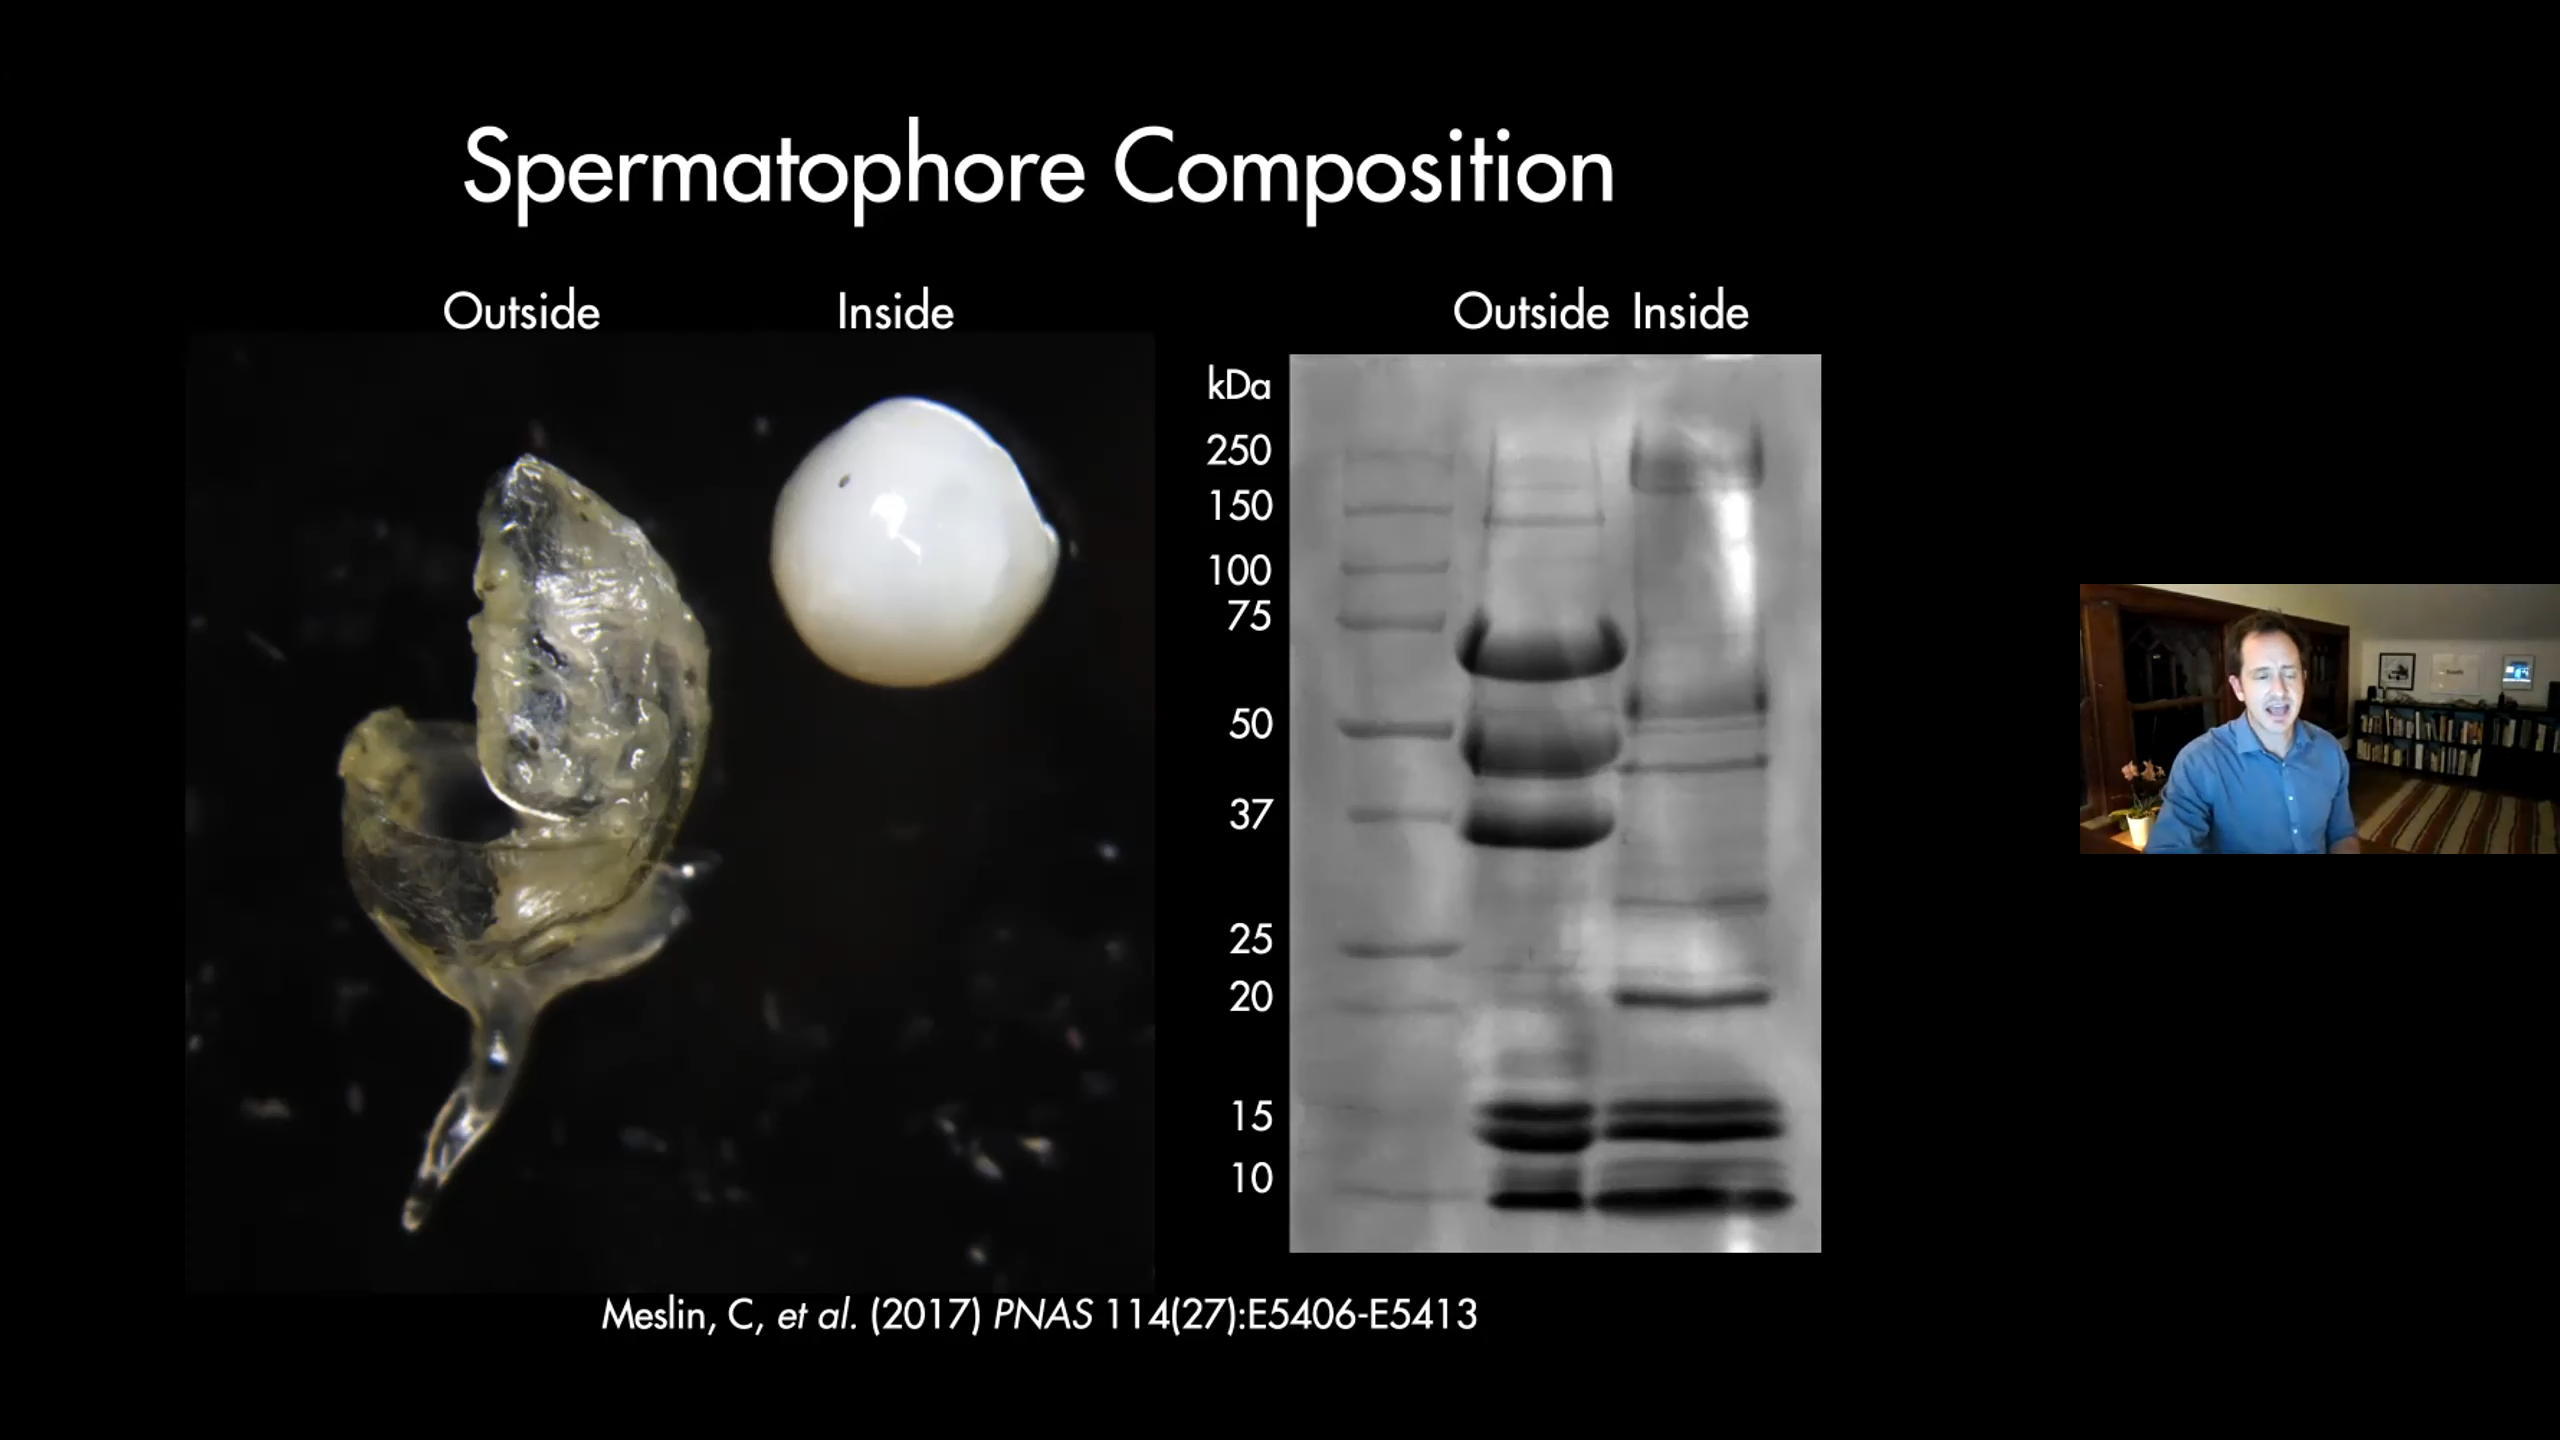 Spermatophore Composition
Outside Inside
Outside Inside
kDa
250
150
100
75
50
37
25
20
15
10
Meslin, C, et al. (2017) PNAS 114(27):E5406-E5413